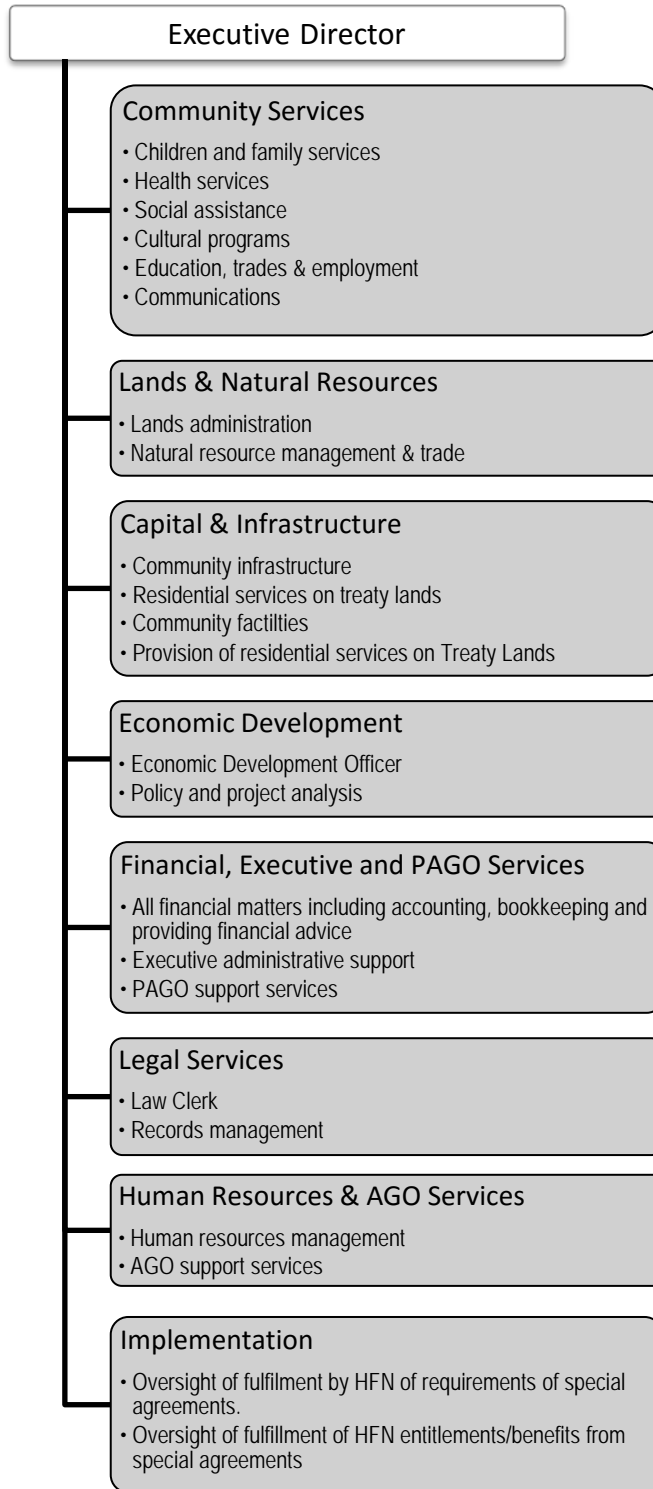 Executive Director
Community Services
• Children and family services
• Health services
• Social assistance
• Cultural programs
• Education, trades & employment
• Communications
Lands & Natural Resources
• Lands administration
• Natural resource management & trade
Capital & Infrastructure
• Community infrastructure
• Residential services on treaty lands
• Community factilties
• Provision of residential services on Treaty Lands
Economic Development
• Economic Development Officer
• Policy and project analysis
Financial, Executive and PAGO Services
• All financial matters including accounting, bookkeeping and
providing financial advice
• Executive administrative support
• PAGO support services
Legal Services
• Law Clerk
• Records management
Human Resources & AGO Services
• Human resources management
• AGO support services
Implementation
• Oversight of fulfilment by HFN of requirements of special
agreements.
• Oversight of fulfillment of HFN entitlements/benefits from
special agreements